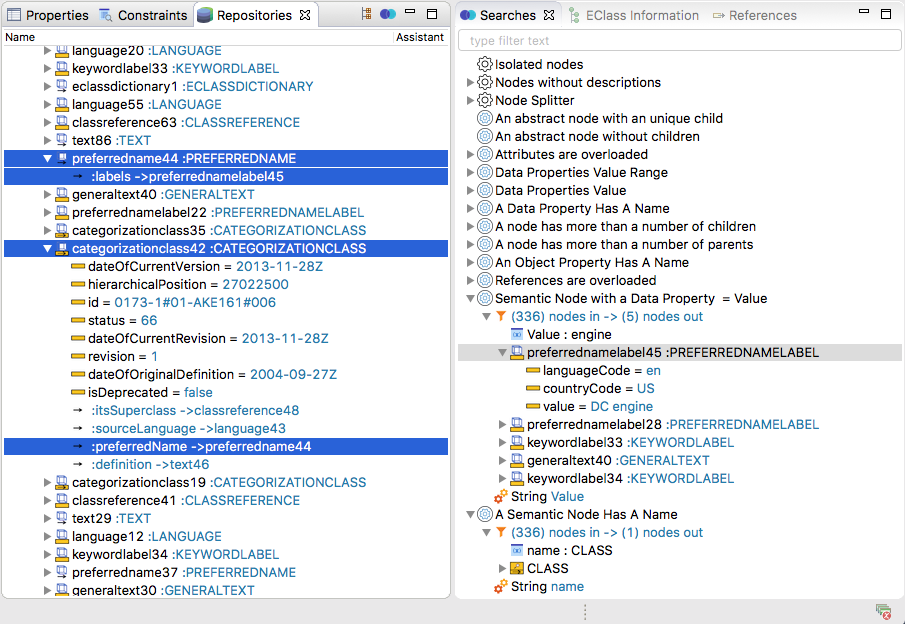 Properties Constraints Repositories
Name Assistant
language20 :LANGUAGE
keywordlabel33 :KEYWORDLABEL
eclassdictionary1 :ECLASSDICTIONARY
language55 :LANGUAGE
classreference63 :CLASSREFERENCE
text86 :TEXT
preferredname44 :PREFERREDNAME
:labels ->preferrednamelabel45
generaltext40 :GENERALTEXT
preferrednamelabel22 :PREFERREDNAMELABEL
categorizationclass35 :CATEGORIZATIONCLASS
categorizationclass42 :CATEGORIZATIONCLASS
dateOfCurrentVersion = 2013-11-28Z
hierarchicalPosition = 27022500
id = 0173-1#01-AKE161#006
status = 66
dateOfCurrentRevision = 2013-11-28Z
revision = 1
dateOfOriginalDefinition = 2004-09-27Z
isDeprecated = false
:itsSuperclass ->classreference48
:sourceLanguage ->language43
:preferredName ->preferredname44
:definition ->text46
categorizationclass19 :CATEGORIZATIONCLASS
classreference41 :CLASSREFERENCE
text29 :TEXT
language12 :LANGUAGE
keywordlabel34 :KEYWORDLABEL
preferredname37 :PREFERREDNAME
generaltext30 :GENERALTEXT
Searches EClass Information References
type filter text
Isolated nodes
Nodes without descriptions
Node Splitter
An abstract node with an unique child
An abstract node without children
Attributes are overloaded
Data Properties Value Range
Data Properties Value
A Data Property Has A Name
A node has more than a number of children
A node has more than a number of parents
An Object Property Has A Name
References are overloaded
Semantic Node with a Data Property = Value
(336) nodes in -> (5) nodes out
Value : engine
preferrednamelabel45 :PREFERREDNAMELABEL
languageCode = en
countryCode = US
value = DC engine
preferrednamelabel28 :PREFERREDNAMELABEL
keywordlabel33 :KEYWORDLABEL
generaltext40 :GENERALTEXT
keywordlabel34 :KEYWORDLABEL
String Value
A Semantic Node Has A Name
(336) nodes in -> (1) nodes out
name : CLASS
CLASS
String name